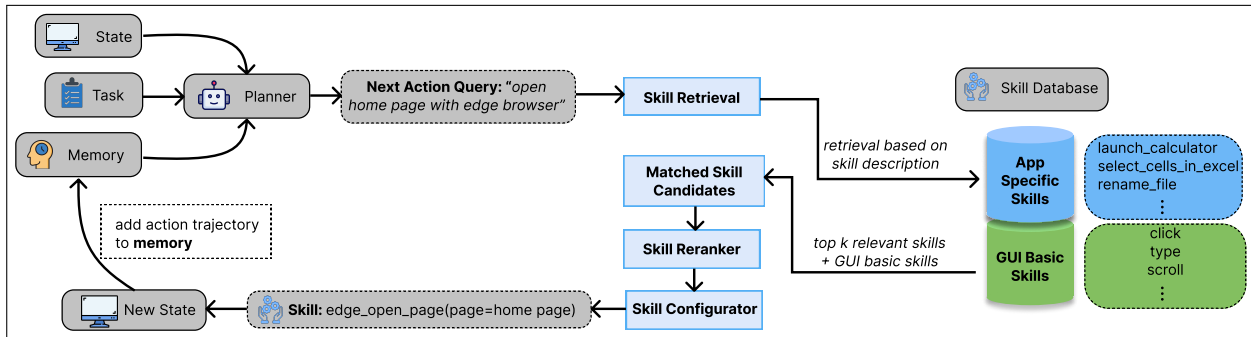 State
Task
Memory
Planner
Next Action Query: “open
home page with edge browser”
Skill Retrieval
retrieval based on
skill description
Skill Database
App
Specific
Skills
launch_calculator
select_cells_in_excel
rename_file
⋮
GUI Basic
Skills
click
type
scroll
⋮
top k relevant skills
+ GUI basic skills
Matched Skill
Candidates
Skill Reranker
Skill Configurator
Skill: edge_open_page(page=home page)
New State
add action trajectory
to memory